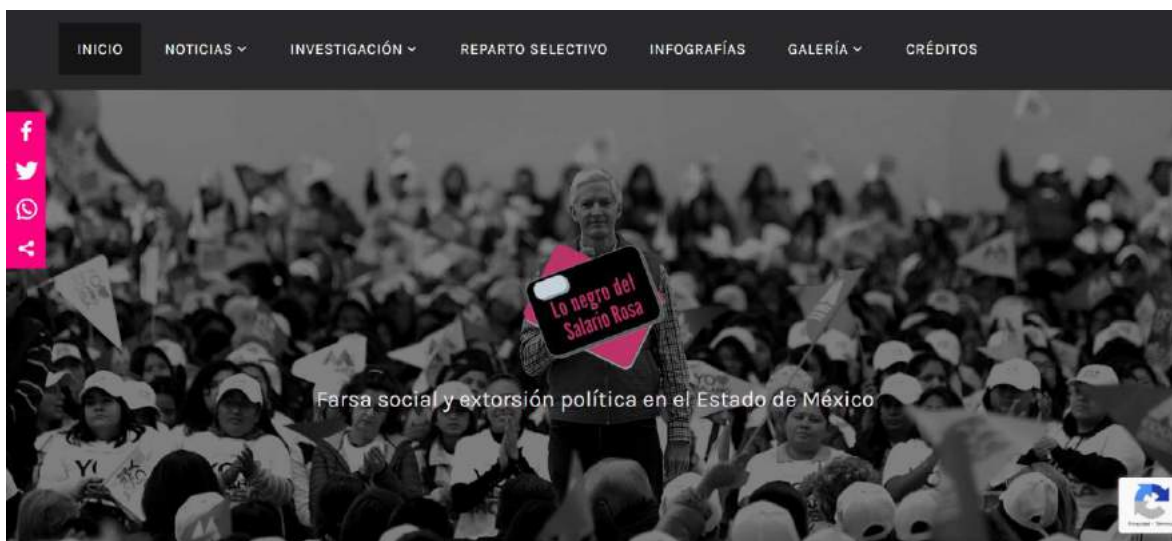 INICIO
NOTICIAS
INVESTIGACIÓN
REPARTO SELECTIVO
INFOGRAFÍAS
GALERÍA
CRÉDITOS
Lo negro del
Salario Rosa
Farsa social y extorsión política en el Estado de México